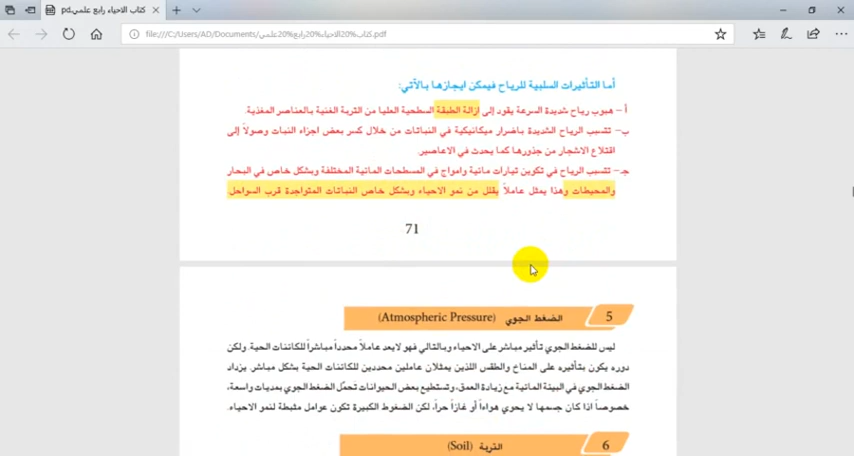 كتاب الاحياء رابع علمي.pd
file:///C:/Users/AD/Documents/كتاب%20الاحياء%20رابع%20علمي.pdf
أما التأثيرات السلبية للرياح فيمكن ايجازها بالآتي:
أ- هبوب رياح شديدة السرعة يقود إلى ازالة الطبقة السطحية العليا من التربة الغنية بالعناصر المغذية.
ب- تتسبب الرياح الشديدة باضرار ميكانيكية في النباتات من خلال كسر بعض اجزاء النبات وصولاً إلى
اقتلاع الاشجار من جذورها كما يحدث في الاعاصير.
جـ- تتسبب الرياح في تكوين تيارات مائية وامواج في المسطحات المائية المختلفة وبشكل خاص في البحار
والمحيطات وهذا يمثل عاملاً يقلل من نمو الاحياء وبشكل خاص النباتات المتواجدة قرب السواحل.
71
5 الضغط الجوي (Atmospheric Pressure)
ليس للضغط الجوي تأثير مباشر على الاحياء وبالتالي فهو لايعد عاملاً محدداً مباشراً للكائنات الحية. ولكن
دوره يكون بتأثيره على المناخ والطقس اللذين يمثلان عاملين محددين للكائنات الحية بشكل مباشر. يزداد
الضغط الجوي في البيئة المائية مع زيادة العمق، وتستطيع بعض الحيوانات تحمّل الضغط الجوي بمديات واسعة،
خصوصاً اذا كان جسمها لا يحوي هواءاً أو غازاً حراً، لكن الضغوط الكبيرة تكون عوامل مثبطة لنمو الاحياء.
6 التربة (Soil)